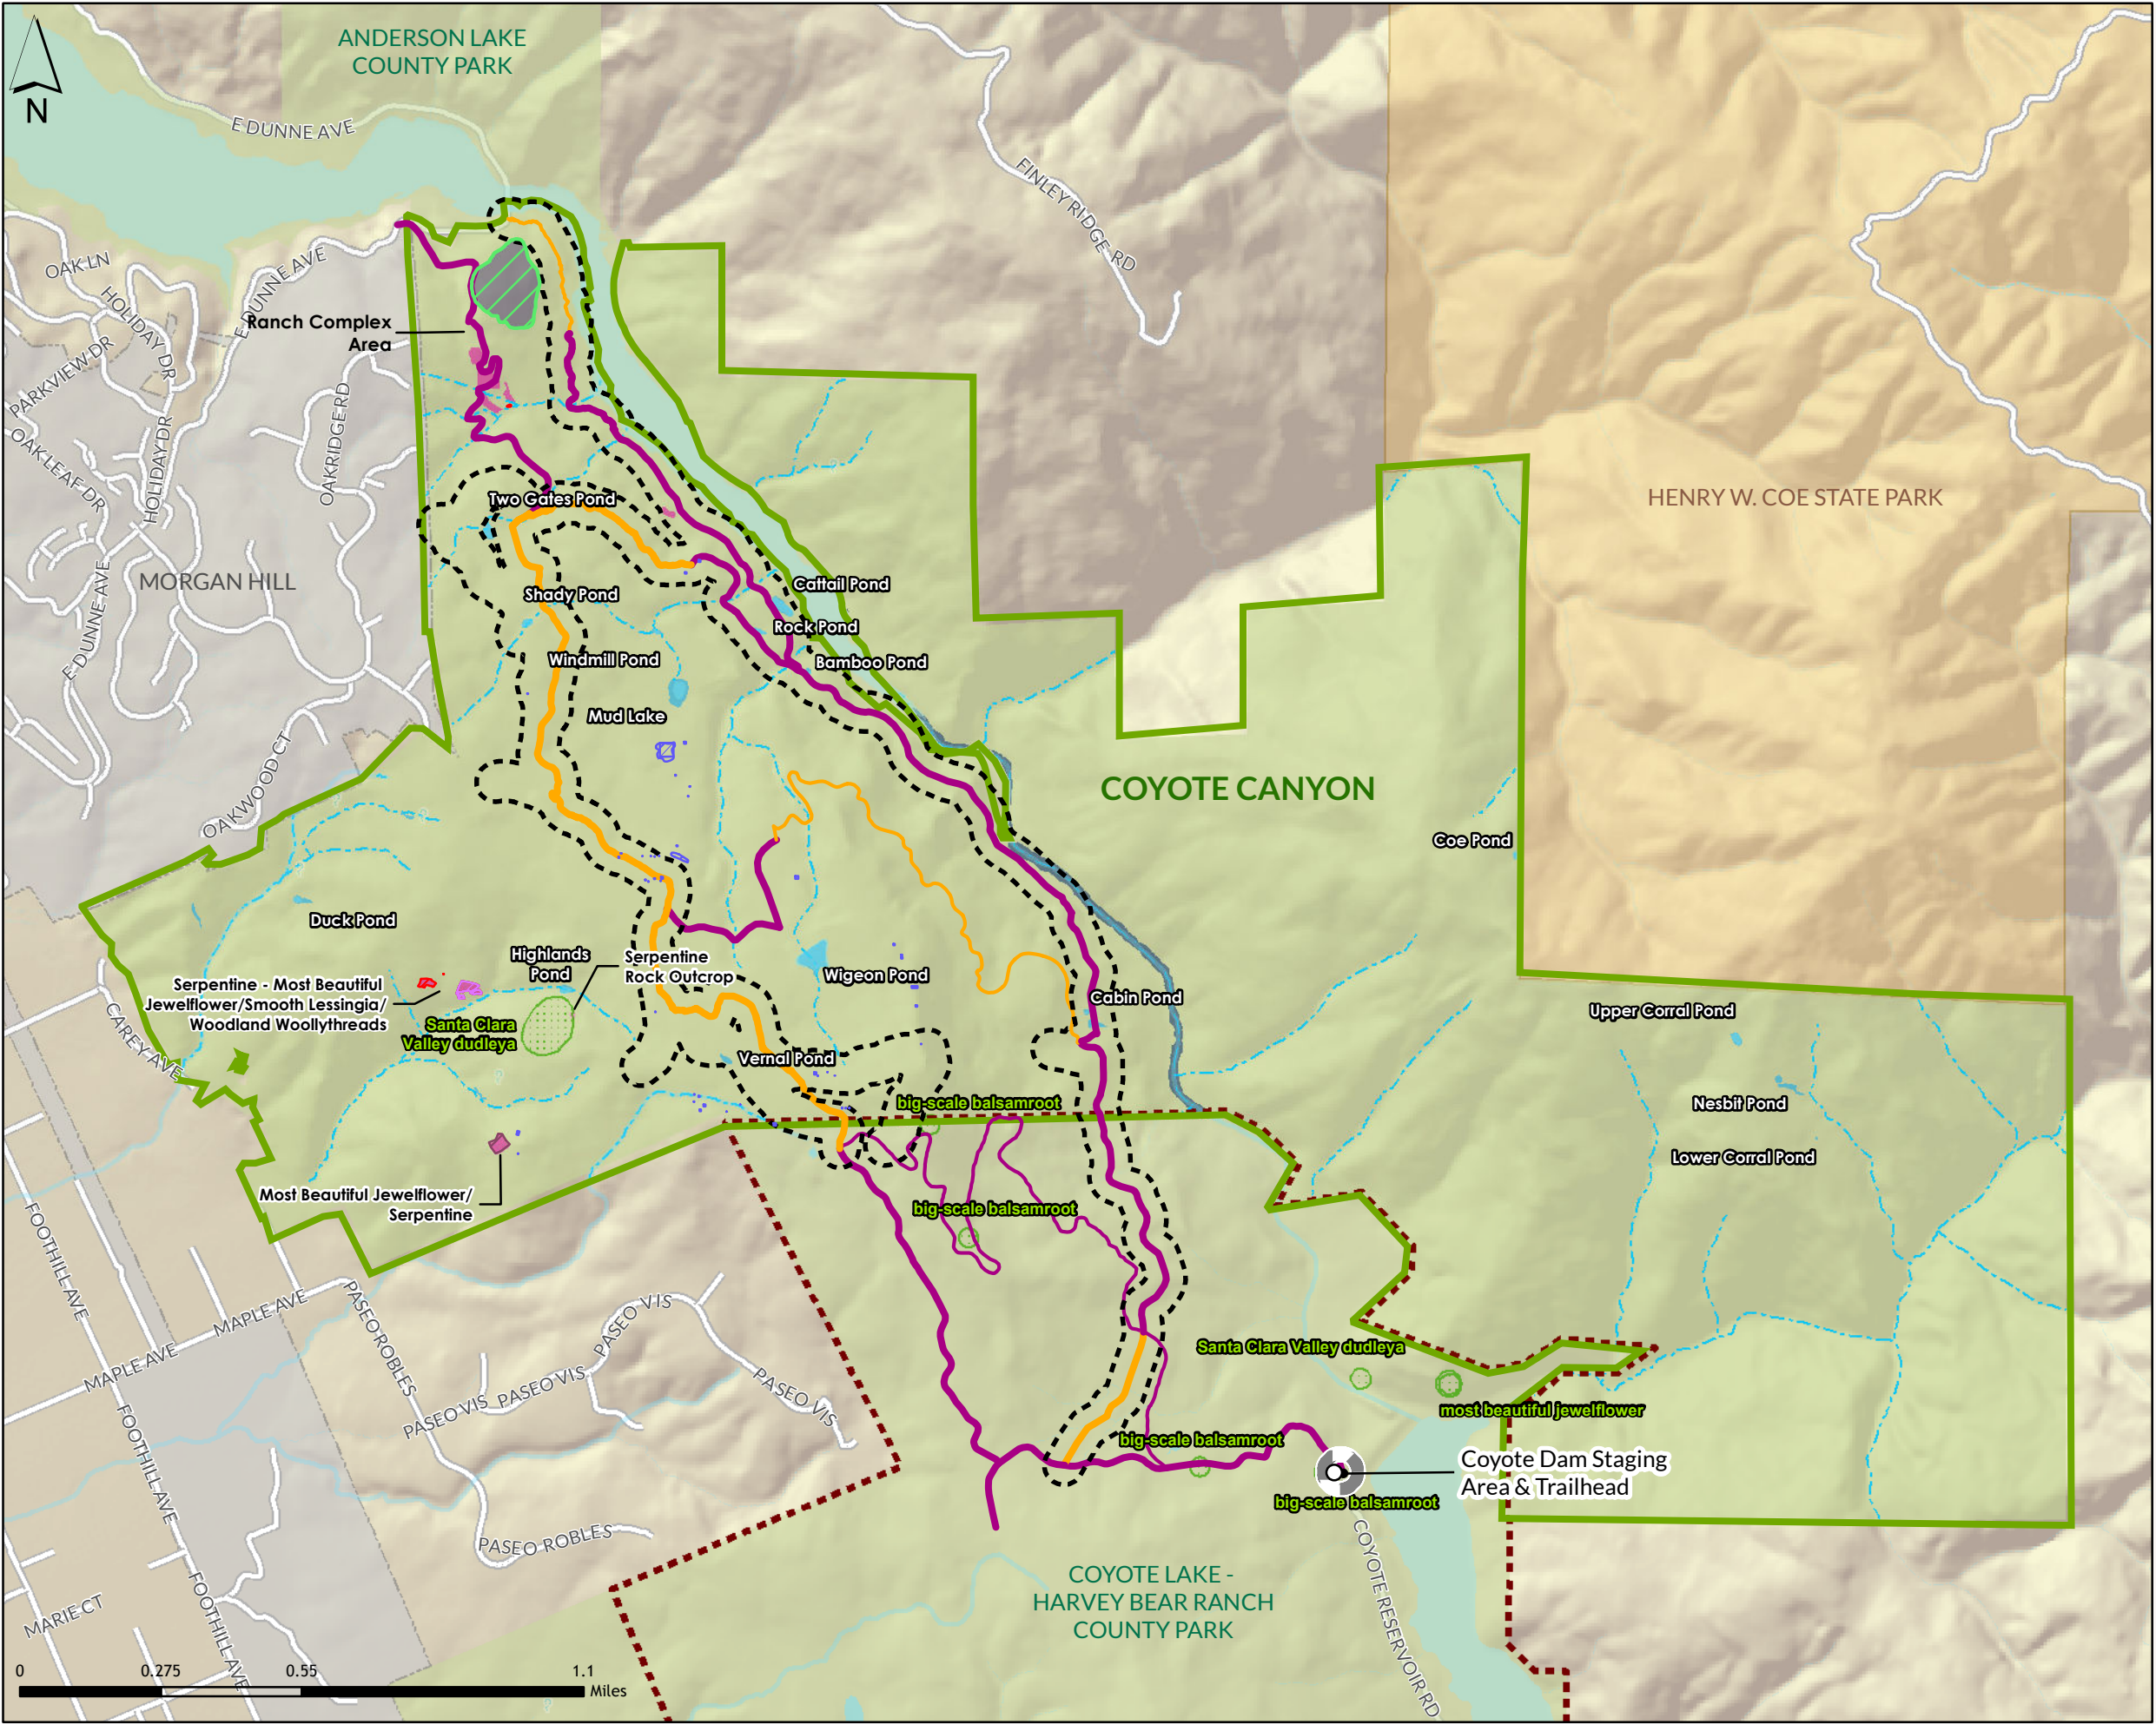 ANDERSON LAKE
COUNTY PARK
N
E DUNNE AVE
FINLEY RIDGE RD
OAK LN
HOLIDAY DR
E DUNNE AVE
Ranch Complex
Area
PARKVIEW DR
OAKRIDGE RD
HOLIDAY DR
OAK LEAF DR
Two Gates Pond
HENRY W. COE STATE PARK
MORGAN HILL
Cattail Pond
Shady Pond
E DUNNE AVE
Rock Pond
Windmill Pond
Bamboo Pond
Mud Lake
OAKWOOD CT
COYOTE CANYON
Coe Pond
Duck Pond
Highlands
Pond
Serpentine
Rock Outcrop
Wigeon Pond
Serpentine - Most Beautiful
Jewelflower/Smooth Lessingia/
Woodland Woollythreads
Cabin Pond
Upper Corral Pond
Santa Clara
Valley dudleya
CAREY AVE
Vernal Pond
big-scale balsamroot
Nesbit Pond
Lower Corral Pond
Most Beautiful Jewelflower/
Serpentine
big-scale balsamroot
FOOTHILL AVE
MAPLE AVE
PASEO ROBLES
PASEO VIS
MAPLE AVE
Santa Clara Valley dudleya
PASEO VIS
PASEO VIS
PASEO VIS
most beautiful jewelflower
FOOTHILL AVE
big-scale balsamroot
Coyote Dam Staging
Area & Trailhead
big-scale balsamroot
PASEO ROBLES
COYOTE RESERVOIR RD
COYOTE LAKE -
HARVEY BEAR RANCH
COUNTY PARK
MARIE CT
FOOTHILL AVE
0 0.275 0.55 1.1
Miles